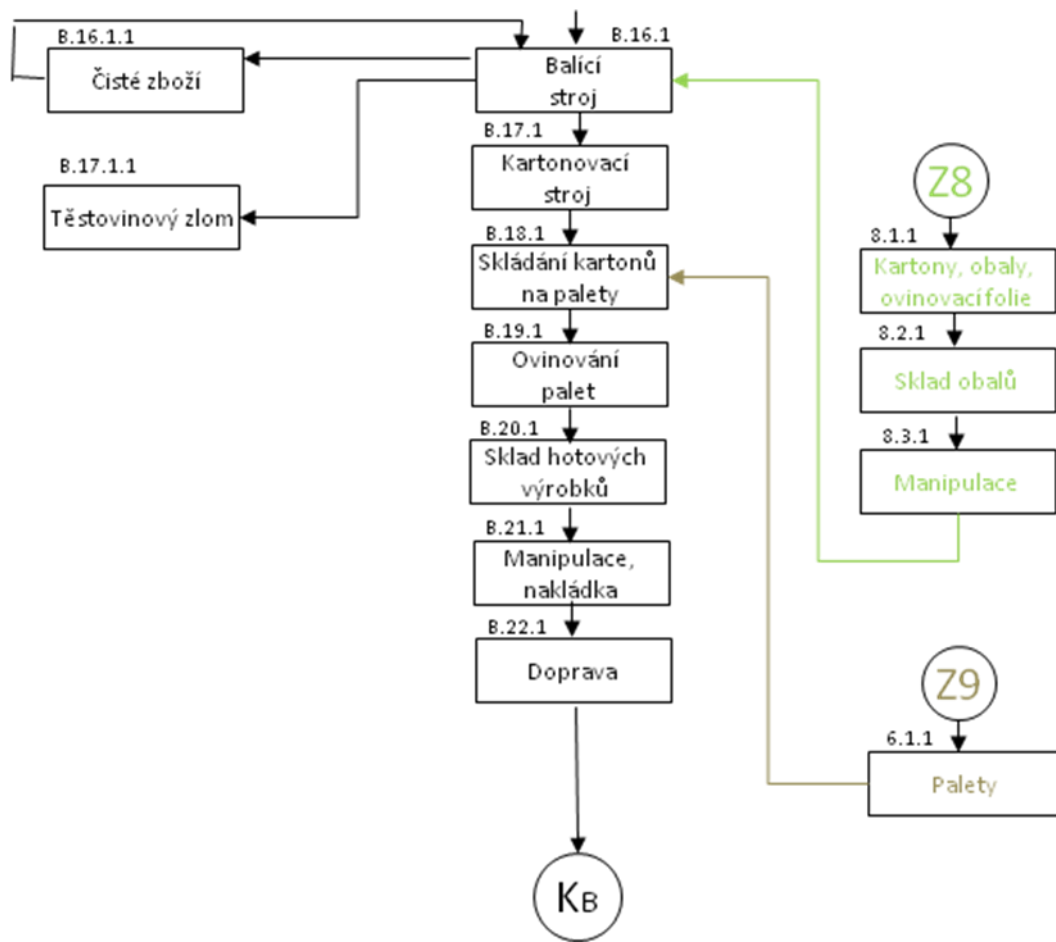 B.16.1.1
Čisté zboží
B.16.1
Balící
stroj
B.17.1.1
Těstovinový zlom
B.17.1
Kartonovací
stroj
B.18.1
Skládání kartonů
na palety
B.19.1
Ovinování
palet
B.20.1
Sklad hotových
výrobků
B.21.1
Manipulace,
nakládka
B.22.1
Doprava
KB
Z8
8.1.1
Kartony, obaly,
ovinovací folie
8.2.1
Sklad obalů
8.3.1
Manipulace
Z9
6.1.1
Palety